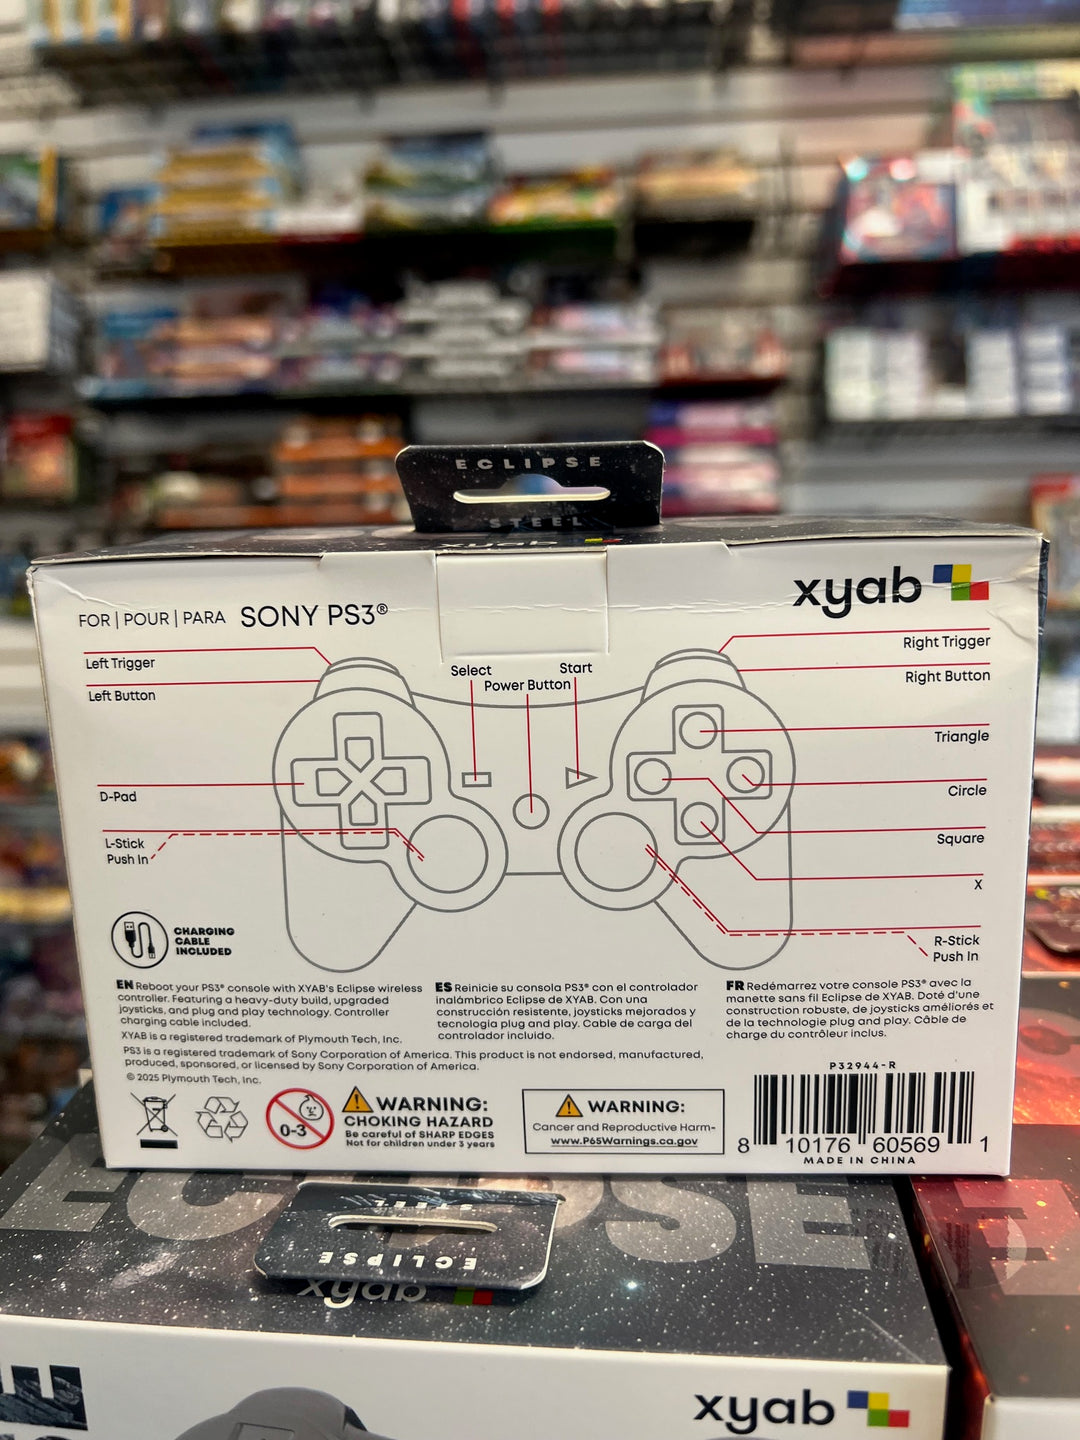 ECLIPSE
STEEL
xyab
FOR | POUR | PARA SONY PS3®
xyab
Left Trigger
Left Button
Select
Power Button
Start
Right Trigger
Right Button
Triangle
Circle
Square
X
R-Stick
Push In
D-Pad
L-Stick
Push In
CHARGING
CABLE
INCLUDED
EN Reboot your PS3® console with XYAB's Eclipse wireless
controller. Featuring a heavy-duty build, upgraded
joysticks, and plug and play technology. Controller
charging cable included.
XYAB is a registered trademark of Plymouth Tech, Inc.
ES Reinicie su consola PS3® con el controlador
inalámbrico Eclipse de XYAB. Con una
construcción resistente, joysticks mejorados y
tecnología plug and play. Cable de carga del
controlador incluido.
FR Redémarrez votre console PS3® avec la
manette sans fil Eclipse de XYAB. Doté d'une
construction robuste, de joysticks améliorés et
de la technologie plug and play. Câble de
charge du contrôleur inclus.
PS3 is a registered trademark of Sony Corporation of America. This product is not endorsed, manufactured,
produced, sponsored, or licensed by Sony Corporation of America.
© 2025 Plymouth Tech, Inc.
0-3
WARNING:
CHOKING HAZARD
Be careful of SHARP EDGES
Not for children under 3 years
WARNING:
Cancer and Reproductive Harm-
www.P65Warnings.ca.gov
P32944-R
8 10176 60569 1
MADE IN CHINA
ECLIPSE
STEEL
ECLIPSE
xyab
xyab